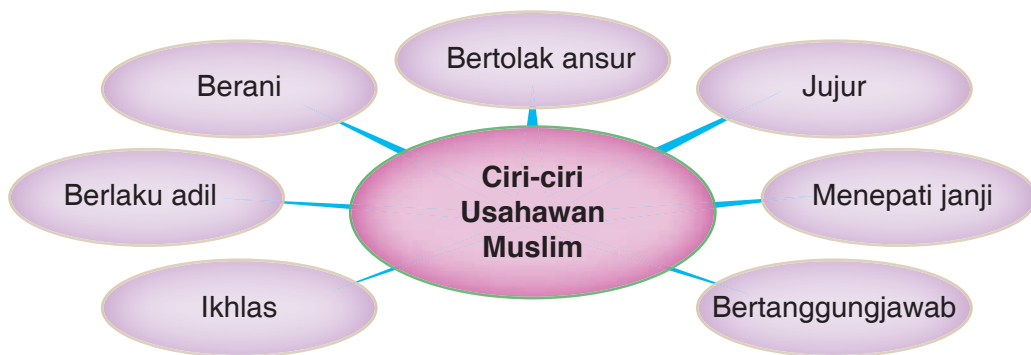 Bertolak ansur
Berani
Jujur
Ciri-ciri
Usahawan
Muslim
Berlaku adil
Menepati janji
Ikhlas
Bertanggungjawab